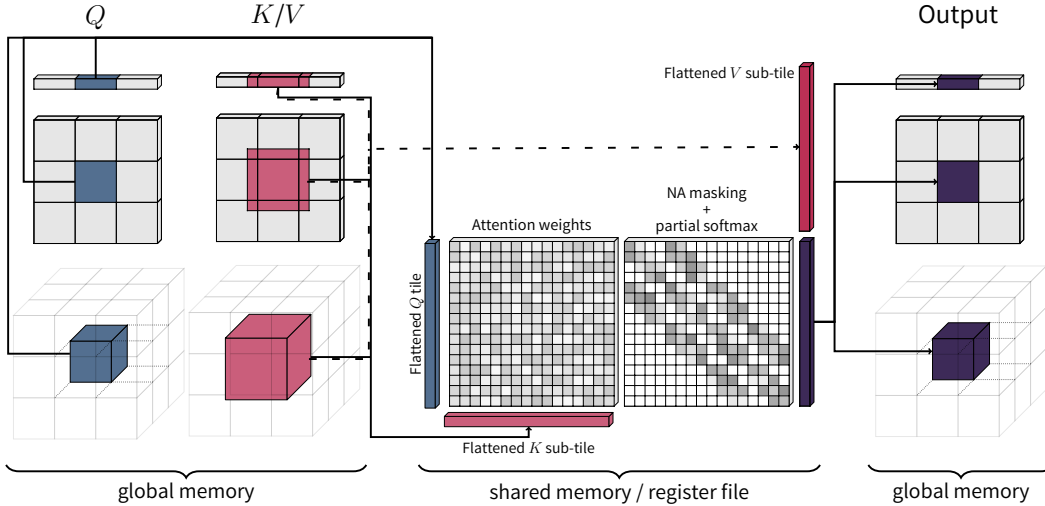 Q
K/V
Output
Flattened V sub-tile
NA masking
+
partial softmax
Attention weights
Flattened Q tile
Flattened K sub-tile
global memory
shared memory / register file
global memory